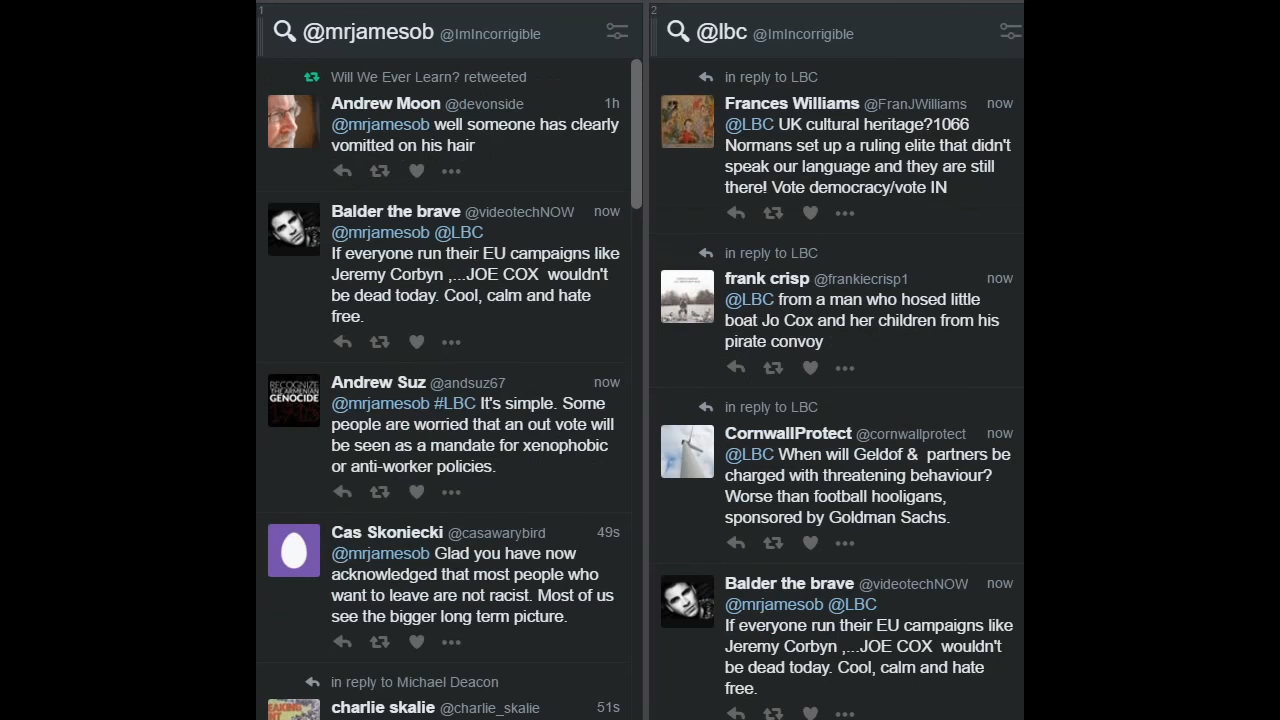 1
@mrjamesob @ImIncorrigible
Will We Ever Learn? retweeted
Andrew Moon @devonside 1h
@mrjamesob well someone has clearly
vomitted on his hair
Balder the brave @videotechNOW now
@mrjamesob @LBC
If everyone run their EU campaigns like
Jeremy Corbyn ,...JOE COX wouldn't
be dead today. Cool, calm and hate
free.
RECOGNIZE
THE ARMENIAN
GENOCIDE
1915
Andrew Suz @andsuz67 now
@mrjamesob #LBC It's simple. Some
people are worried that an out vote will
be seen as a mandate for xenophobic
or anti-worker policies.
Cas Skoniecki @casawarybird 49s
@mrjamesob Glad you have now
acknowledged that most people who
want to leave are not racist. Most of us
see the bigger long term picture.
in reply to Michael Deacon
charlie skalie @charlie_skalie 51s
2
@lbc @ImIncorrigible
in reply to LBC
Frances Williams @FranJWilliams now
@LBC UK cultural heritage?1066
Normans set up a ruling elite that didn't
speak our language and they are still
there! Vote democracy/vote IN
in reply to LBC
frank crisp @frankiecrisp1 now
@LBC from a man who hosed little
boat Jo Cox and her children from his
pirate convoy
in reply to LBC
CornwallProtect @cornwallprotect now
@LBC When will Geldof & partners be
charged with threatening behaviour?
Worse than football hooligans,
sponsored by Goldman Sachs.
Balder the brave @videotechNOW now
@mrjamesob @LBC
If everyone run their EU campaigns like
Jeremy Corbyn ,...JOE COX wouldn't
be dead today. Cool, calm and hate
free.